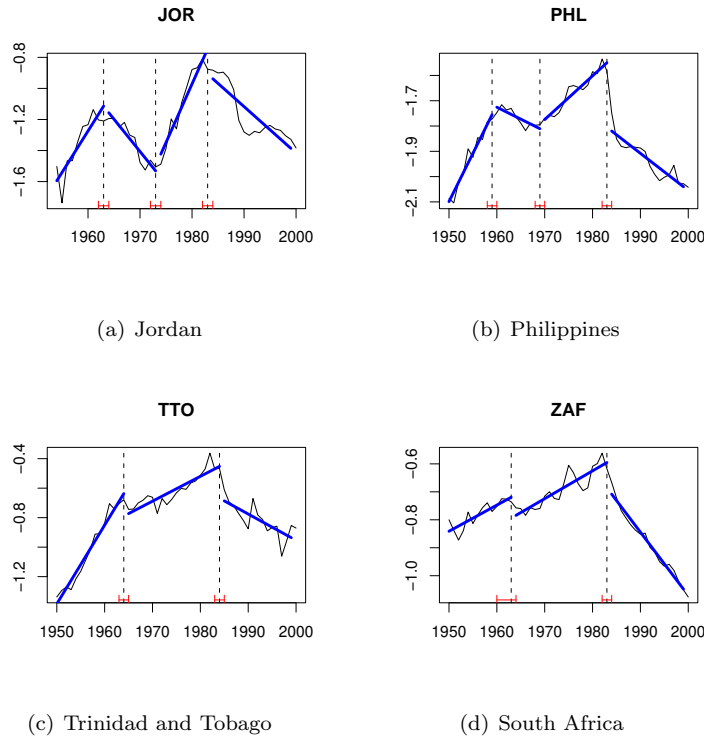 JOR
−0.8
−1.2
−1.6
1960 1970 1980 1990 2000
(a) Jordan
PHL
−1.7
−1.9
−2.1
1950 1960 1970 1980 1990 2000
(b) Philippines
TTO
−0.4
−0.8
−1.2
1950 1960 1970 1980 1990 2000
(c) Trinidad and Tobago
ZAF
−0.6
−0.8
−1.0
1950 1960 1970 1980 1990 2000
(d) South Africa